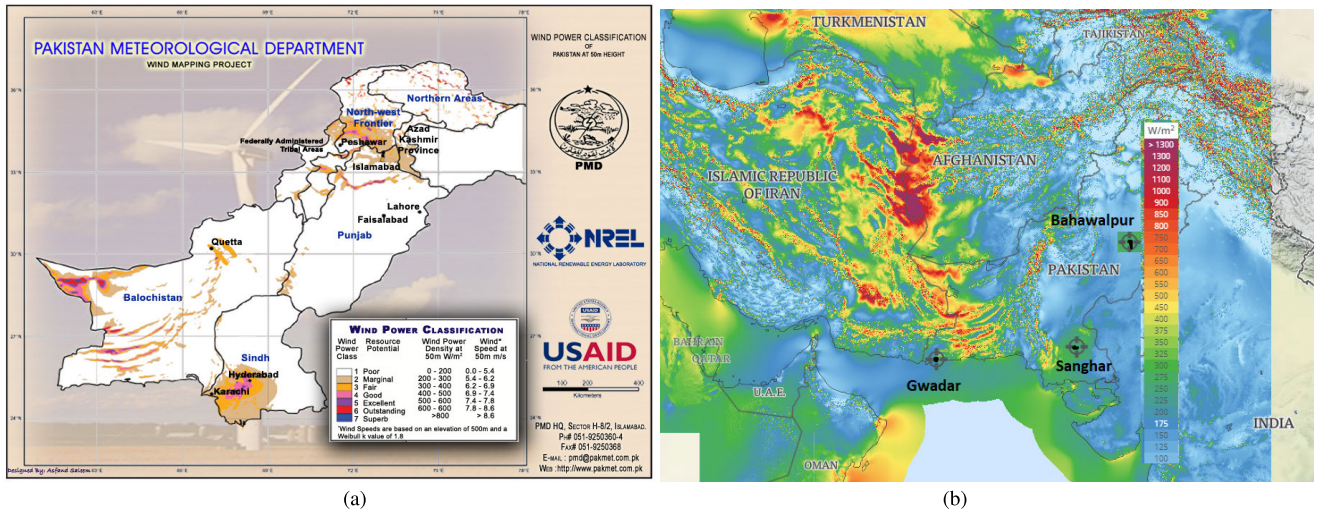 PAKISTAN METEOROLOGICAL DEPARTMENT
WIND MAPPING PROJECT
WIND POWER CLASSIFICATION
OF
PAKISTAN AT 50m HEIGHT
PMD
NREL
NATIONAL RENEWABLE ENERGY LABORATORY
USAID
USAID
FROM THE AMERICAN PEOPLE
100 0 100 200 400
Kilometers
PMD HQ, SECTOR H-8/2, ISLAMABAD.
PH# 051-9250360-4
FAX# 051-9250368
E-MAIL : pmd@pakmet.com.pk
WEB :http://www.pakmet.com.pk
Northern Areas
North-west
Frontier
Azad
Kashmir
Province
Federally Administered
Tribal Areas
Peshawar
Islamabad
Lahore
Faisalabad
Punjab
Quetta
Balochistan
Sindh
Hyderabad
Karachi
WIND POWER CLASSIFICATION
Wind Resource Wind Power Wind*
Power Potential Density at Speed at
Class 50m W/m² 50m m/s
1 Poor 0 - 200 0.0 - 5.4
2 Marginal 200 - 300 5.4 - 6.2
3 Fair 300 - 400 6.2 - 6.9
4 Good 400 - 500 6.9 - 7.4
5 Excellent 500 - 600 7.4 - 7.8
6 Outstanding 600 - 600 7.8 - 8.6
7 Superb >800 > 8.6
*Wind Speeds are based on an elevation of 500m and a
Weibull k value of 1.8
Designed By: Asfand Qaleem
(a)
TURKMENISTAN
TAJIKISTAN
AFGHANISTAN
ISLAMIC REPUBLIC
OF IRAN
Bahawalpur
PAKISTAN
BAHRAIN
QATAR
U.A.E.
OMAN
Gwadar
Sanghar
INDIA
W/m²
> 1300
1300
1200
1100
1000
900
850
800
750
700
650
600
550
500
450
400
375
350
325
300
275
250
225
200
175
150
125
100
(b)